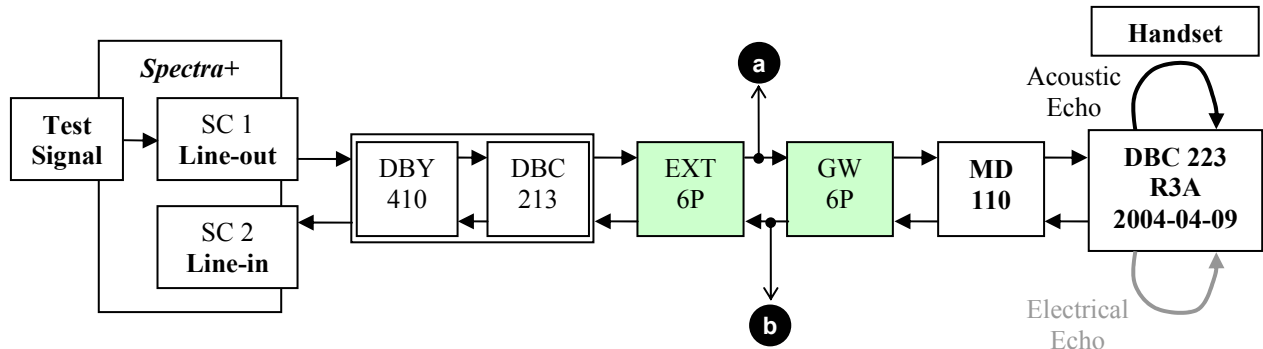 Handset
a
Spectra+
Acoustic
Echo
Test
Signal
SC 1
Line-out
DBY
410
DBC
213
EXT
6P
GW
6P
MD
110
DBC 223
R3A
2004-04-09
SC 2
Line-in
b
Electrical
Echo